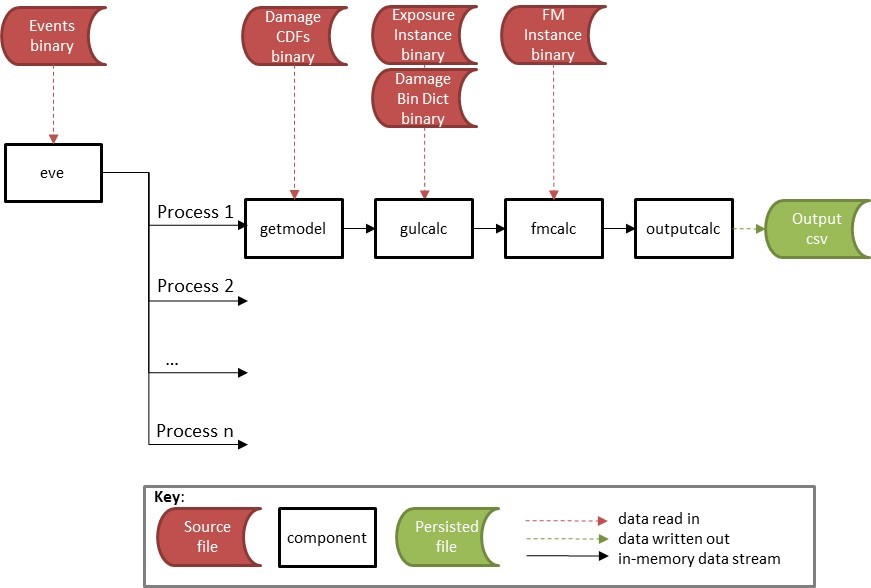 Events
binary
Damage
CDFs
binary
Exposure
Instance
binary
Damage
Bin Dict
binary
FM
Instance
binary
eve
Process 1
getmodel
gulcalc
fmcalc
outputcalc
Output
csv
Process 2
...
Process n
Key:
Source
file
component
Persisted
file
data read in
data written out
in-memory data stream